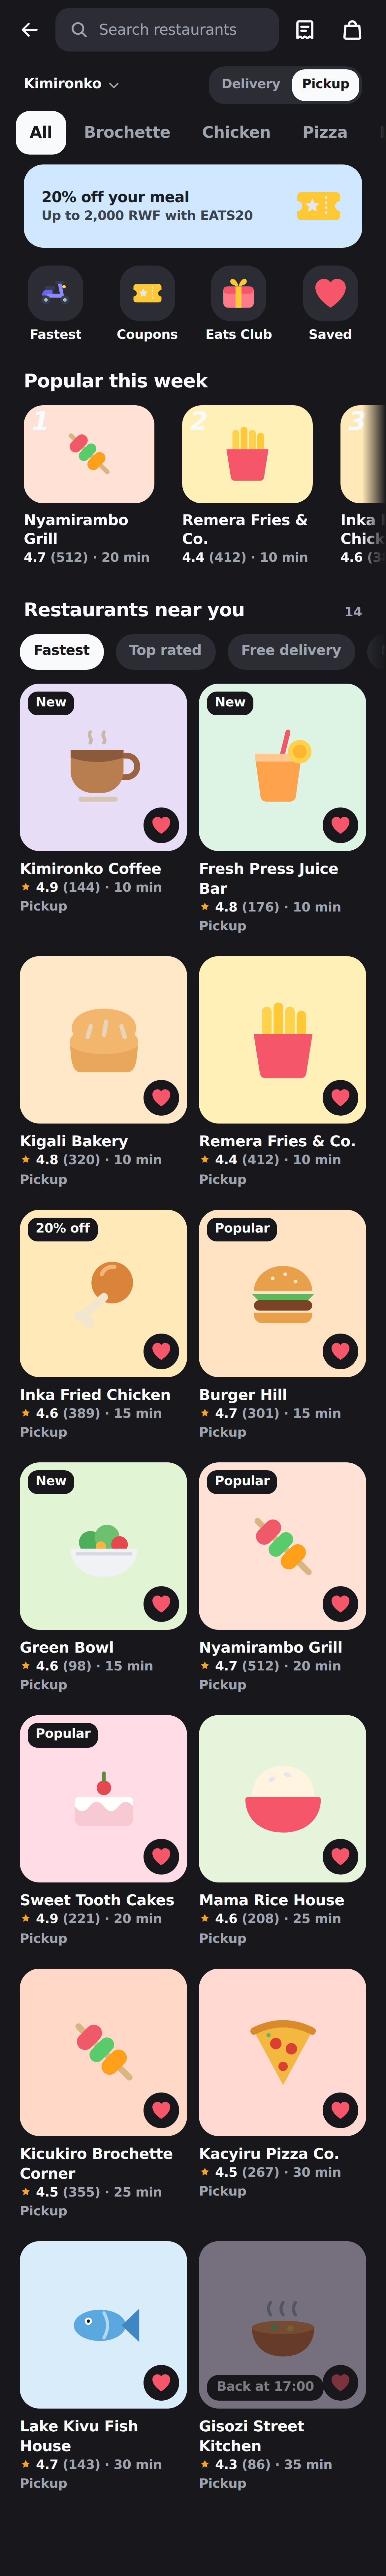 Search restaurants
Kimironko
Delivery Pickup
All Brochette Chicken Pizza
20% off your meal
Up to 2,000 RWF with EATS20
Fastest Coupons Eats Club Saved
Popular this week
1 2 3
Nyamirambo Grill
4.7 (512) · 20 min
Remera Fries & Co.
4.4 (412) · 10 min
Inka
Chick
4.6
Restaurants near you 14
Fastest Top rated Free delivery
New
Kimironko Coffee
4.9 (144) · 10 min
Pickup
New
Fresh Press Juice
Bar
4.8 (176) · 10 min
Pickup
Kigali Bakery
4.8 (320) · 10 min
Pickup
Remera Fries & Co.
4.4 (412) · 10 min
Pickup
20% off
Inka Fried Chicken
4.6 (389) · 15 min
Pickup
Popular
Burger Hill
4.7 (301) · 15 min
Pickup
New
Green Bowl
4.6 (98) · 15 min
Pickup
Popular
Nyamirambo Grill
4.7 (512) · 20 min
Pickup
Popular
Sweet Tooth Cakes
4.9 (221) · 20 min
Pickup
Mama Rice House
4.6 (208) · 25 min
Pickup
Kicukiro Brochette
Corner
4.5 (355) · 25 min
Pickup
Kacyiru Pizza Co.
4.5 (267) · 30 min
Pickup
Lake Kivu Fish
House
4.7 (143) · 30 min
Pickup
Back at 17:00
Gisozi Street
Kitchen
4.3 (86) · 35 min
Pickup